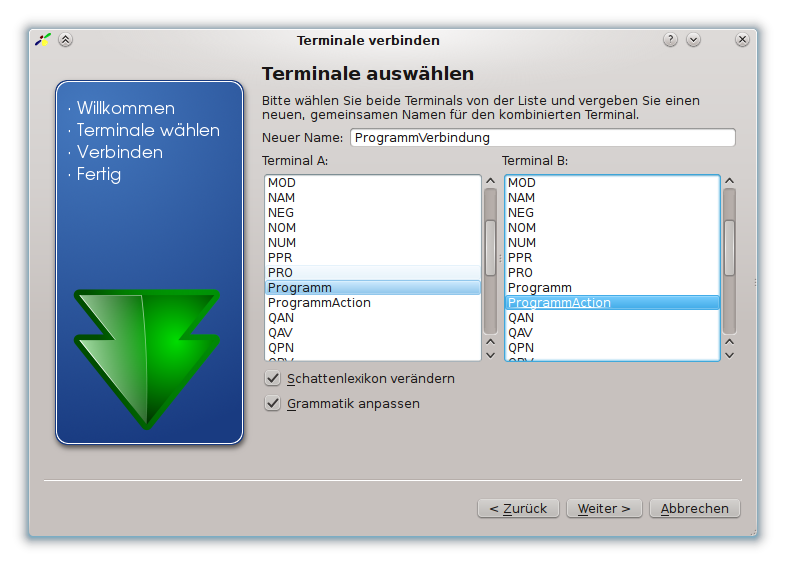 Terminale verbinden
· Willkommen
· Terminale wählen
· Verbinden
· Fertig
Terminale auswählen
Bitte wählen Sie beide Terminals von der Liste und vergeben Sie einen
neuen, gemeinsamen Namen für den kombinierten Terminal.
Neuer Name: ProgrammVerbindung
Terminal A:
MOD
NAM
NEG
NOM
NUM
PPR
PRO
Programm
ProgrammAction
QAN
QAV
QPN
Terminal B:
MOD
NAM
NEG
NOM
NUM
PPR
PRO
Programm
ProgrammAction
QAN
QAV
QPN
Schattenlexikon verändern
Grammatik anpassen
< Zurück
Weiter >
Abbrechen